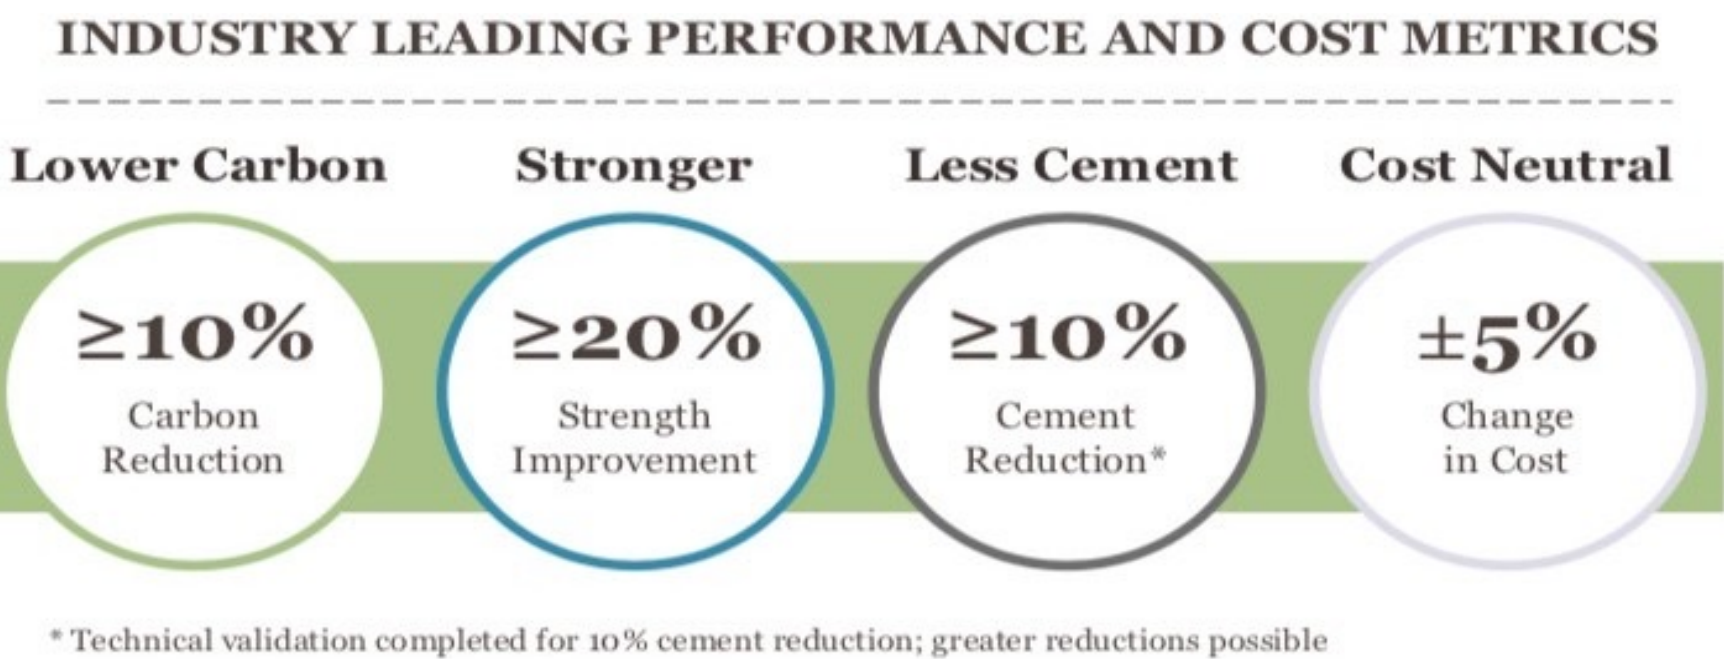 INDUSTRY LEADING PERFORMANCE AND COST METRICS
Lower Carbon
≥10%
Carbon
Reduction
Stronger
≥20%
Strength
Improvement
Less Cement
≥10%
Cement
Reduction*
Cost Neutral
±5%
Change
in Cost
* Technical validation completed for 10% cement reduction; greater reductions possible